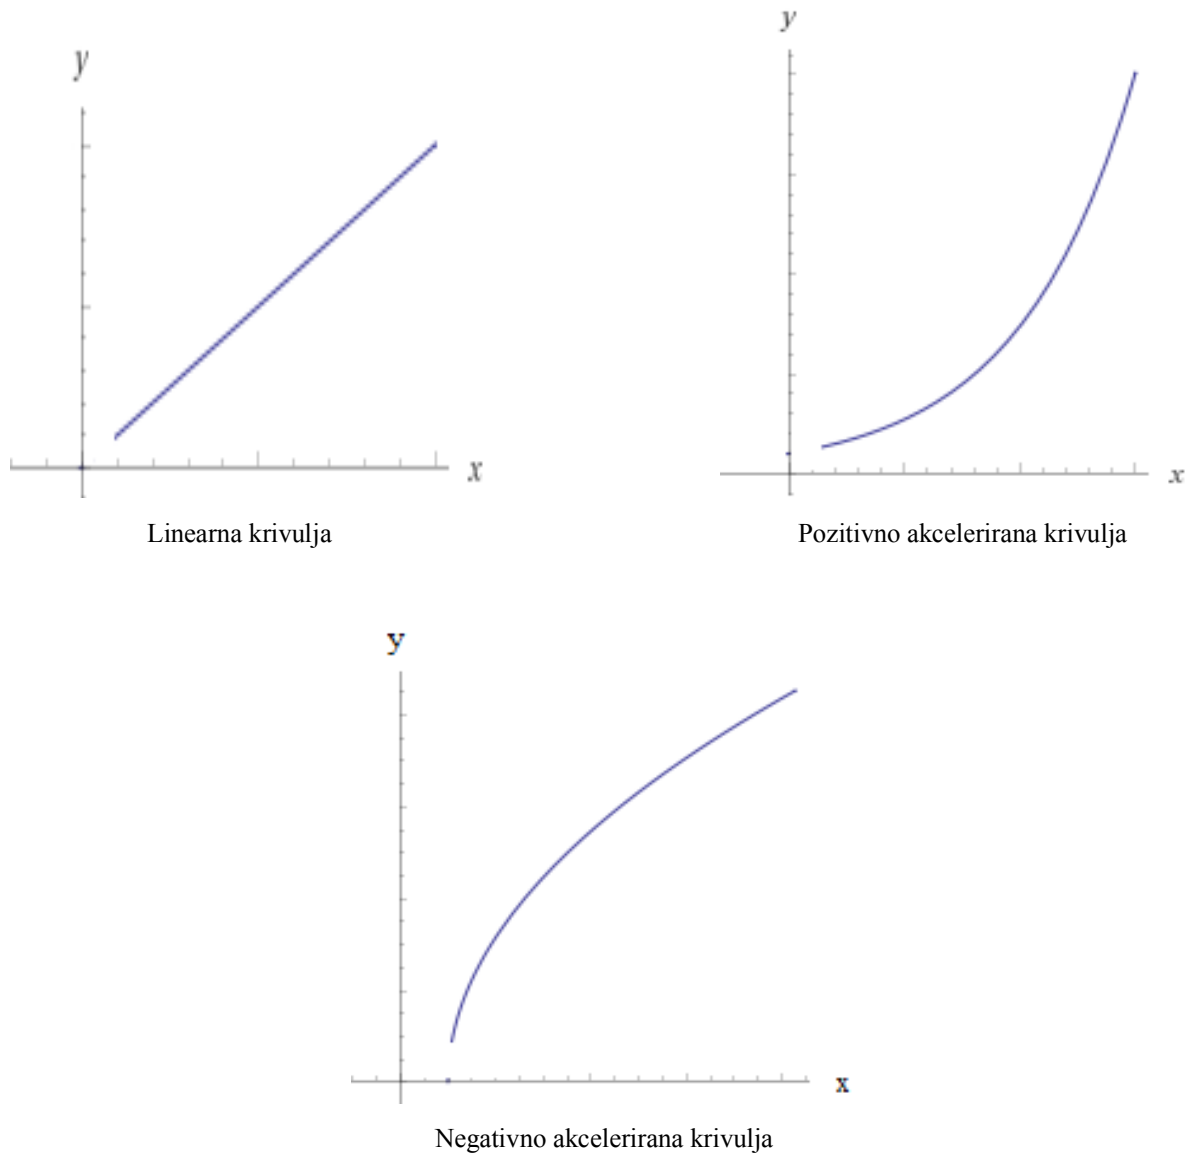 y
y
x
x
Linearna krivulja
Pozitivno akcelerirana krivulja
y
x
Negativno akcelerirana krivulja